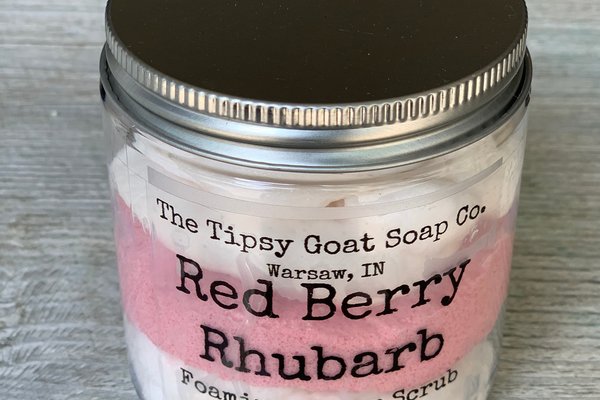 The Tipsy Goat Soap Co.
Warsaw, IN
Red Berry
Rhubarb
Scrub